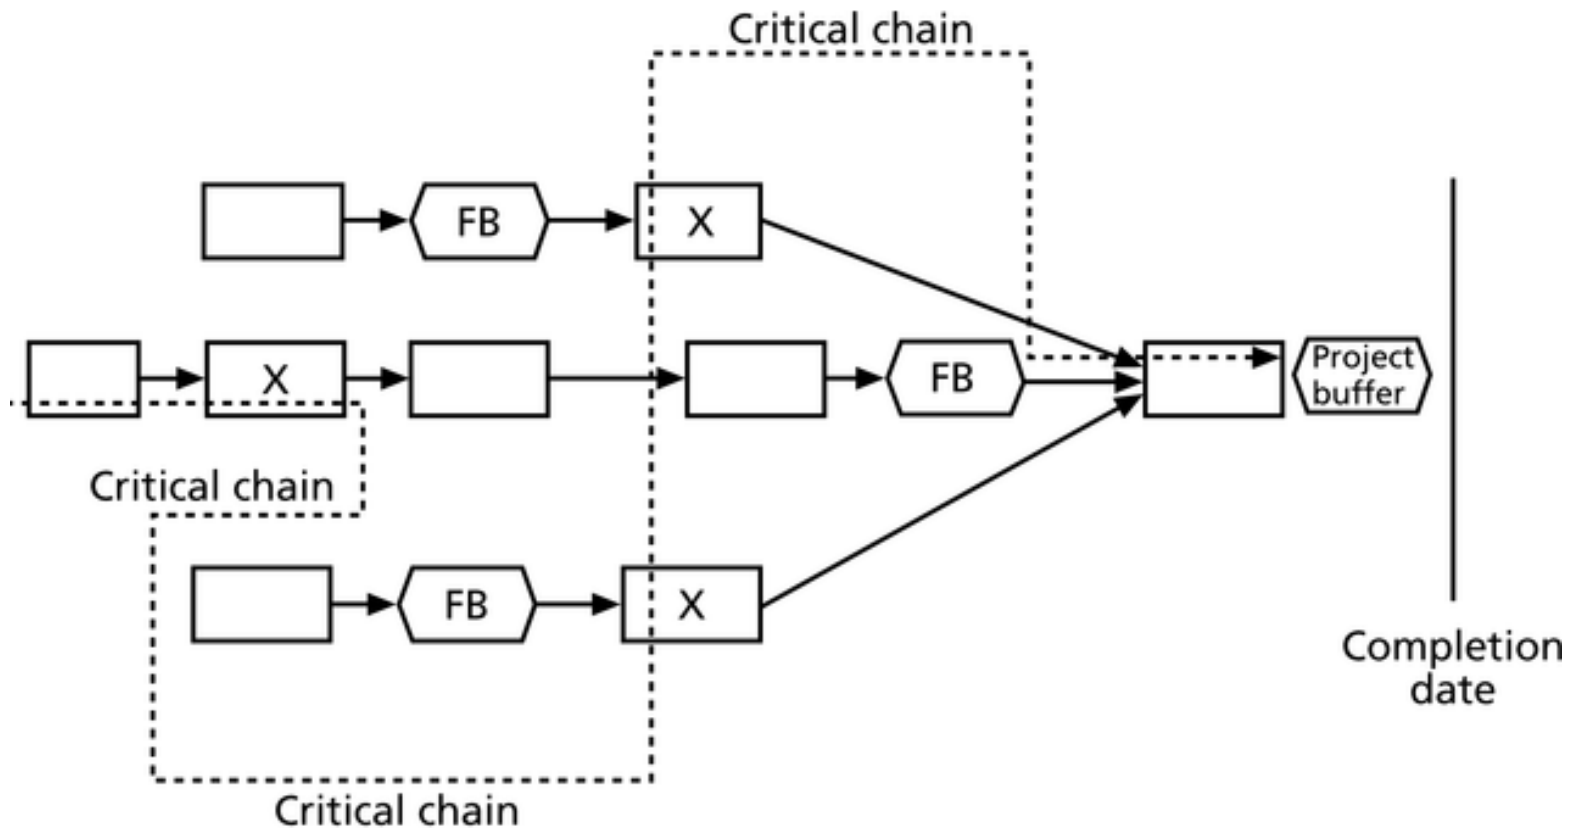 Critical chain
FB
X
X
FB
Project
buffer
Critical chain
FB
X
Completion
date
Critical chain